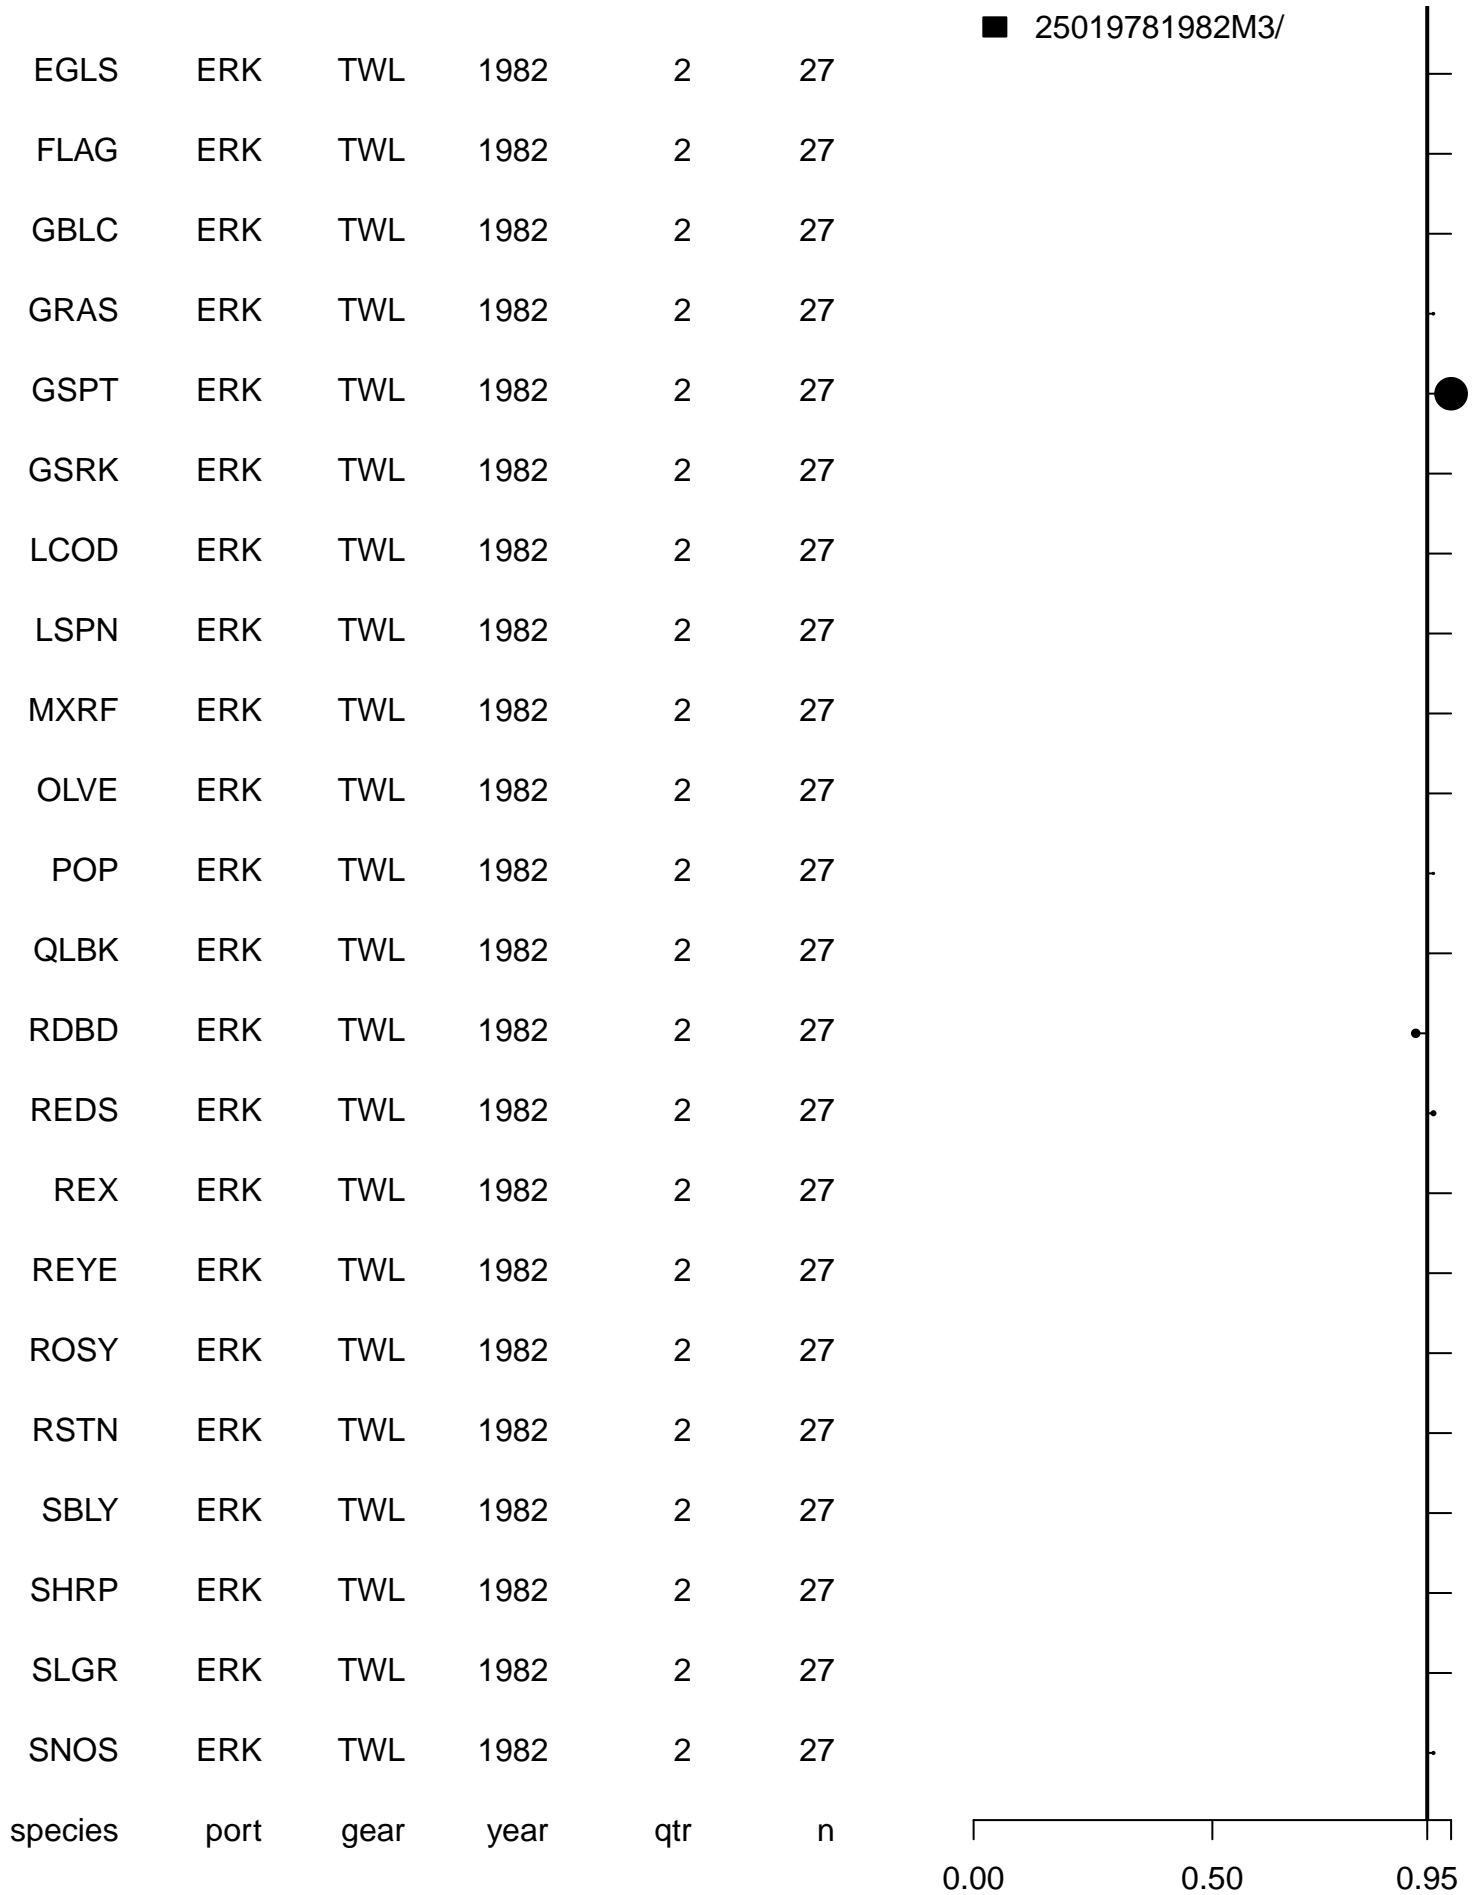 25019781982M3/
EGLS ERK TWL 1982 2 27
FLAG ERK TWL 1982 2 27
GBLC ERK TWL 1982 2 27
GRAS ERK TWL 1982 2 27
GSPT ERK TWL 1982 2 27
GSRK ERK TWL 1982 2 27
LCOD ERK TWL 1982 2 27
LSPN ERK TWL 1982 2 27
MXRF ERK TWL 1982 2 27
OLVE ERK TWL 1982 2 27
POP ERK TWL 1982 2 27
QLBK ERK TWL 1982 2 27
RDBD ERK TWL 1982 2 27
REDS ERK TWL 1982 2 27
REX ERK TWL 1982 2 27
REYE ERK TWL 1982 2 27
ROSY ERK TWL 1982 2 27
RSTN ERK TWL 1982 2 27
SBLY ERK TWL 1982 2 27
SHRP ERK TWL 1982 2 27
SLGR ERK TWL 1982 2 27
SNOS ERK TWL 1982 2 27
species port gear year qtr n
0.00 0.50 0.95